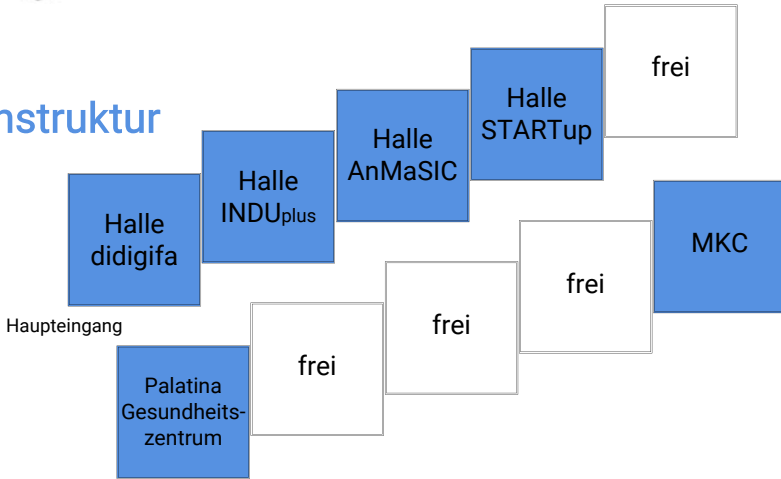 nstruktur
frei
Halle
STARTup
Halle
AnMaSIC
Halle
INDUplus
Halle
didigifa
MKC
frei
frei
frei
Haupteingang
Palatina
Gesundheits-
zentrum